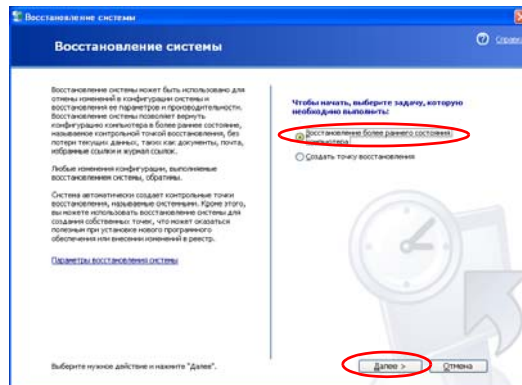 Восстановление системы
Восстановление системы
Справка
Восстановление системы может быть использовано для
отмены изменений в конфигурации системы и
восстановления ее параметров и производительности.
Восстановление системы позволяет вернуть
конфигурацию компьютера в более раннее состояние,
называемое контрольной точкой восстановления, без
потери текущих данных, таких как документы, почта,
избранные ссылки и журнал ссылок.
Любые изменения конфигурации, выполняемые
восстановлением системы, обратимы.
Система автоматически создает контрольные точки
восстановления, называемые системными. Кроме этого,
вы можете использовать восстановление системы для
создания собственных точек, что может оказаться
полезным при установке нового программного
обеспечения или внесении изменений в реестр.
Параметры восстановления системы
Чтобы начать, выберите задачу, которую
необходимо выполнить:
Восстановление более раннего состояния
компьютера
Создать точку восстановления
Выберите нужное действие и нажмите "Далее".
Далее >
Отмена